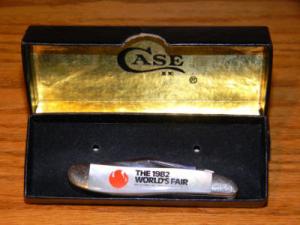 CASE
XX
®
THE 1982
WORLD'S FAIR